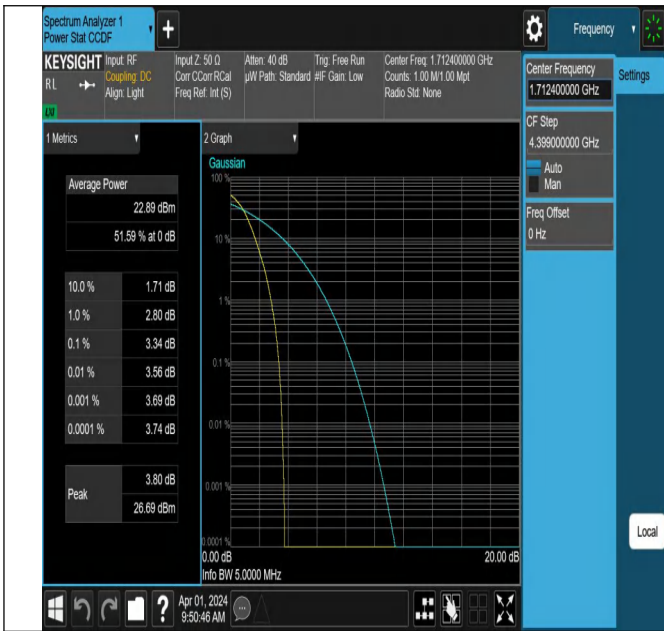 Spectrum Analyzer 1
Power Stat CCDF
Frequency
KEYSIGHT
RL
LXI
Input: RF
Coupling: DC
Align: Light
Input Z: 50 Ω
Corr CCorr RCal
Freq Ref: Int (S)
Atten: 40 dB
µW Path: Standard
Trig: Free Run
#IF Gain: Low
Center Freq: 1.712400000 GHz
Counts: 1.00 M/1.00 Mpt
Radio Std: None
Center Frequency
1.712400000 GHz
Settings
CF Step
4.399000000 GHz
Auto
Man
Freq Offset
0 Hz
1 Metrics
Average Power
22.89 dBm
51.59 % at 0 dB
10.0 % 1.71 dB
1.0 % 2.80 dB
0.1 % 3.34 dB
0.01 % 3.56 dB
0.001 % 3.69 dB
0.0001 % 3.74 dB
Peak
3.80 dB
26.69 dBm
2 Graph
Gaussian
100 %
10 %
1 %
0.1 %
0.01 %
0.001 %
0.0001 %
0.00 dB
20.00 dB
Info BW 5.0000 MHz
Local
?
Apr 01, 2024
9:50:46 AM